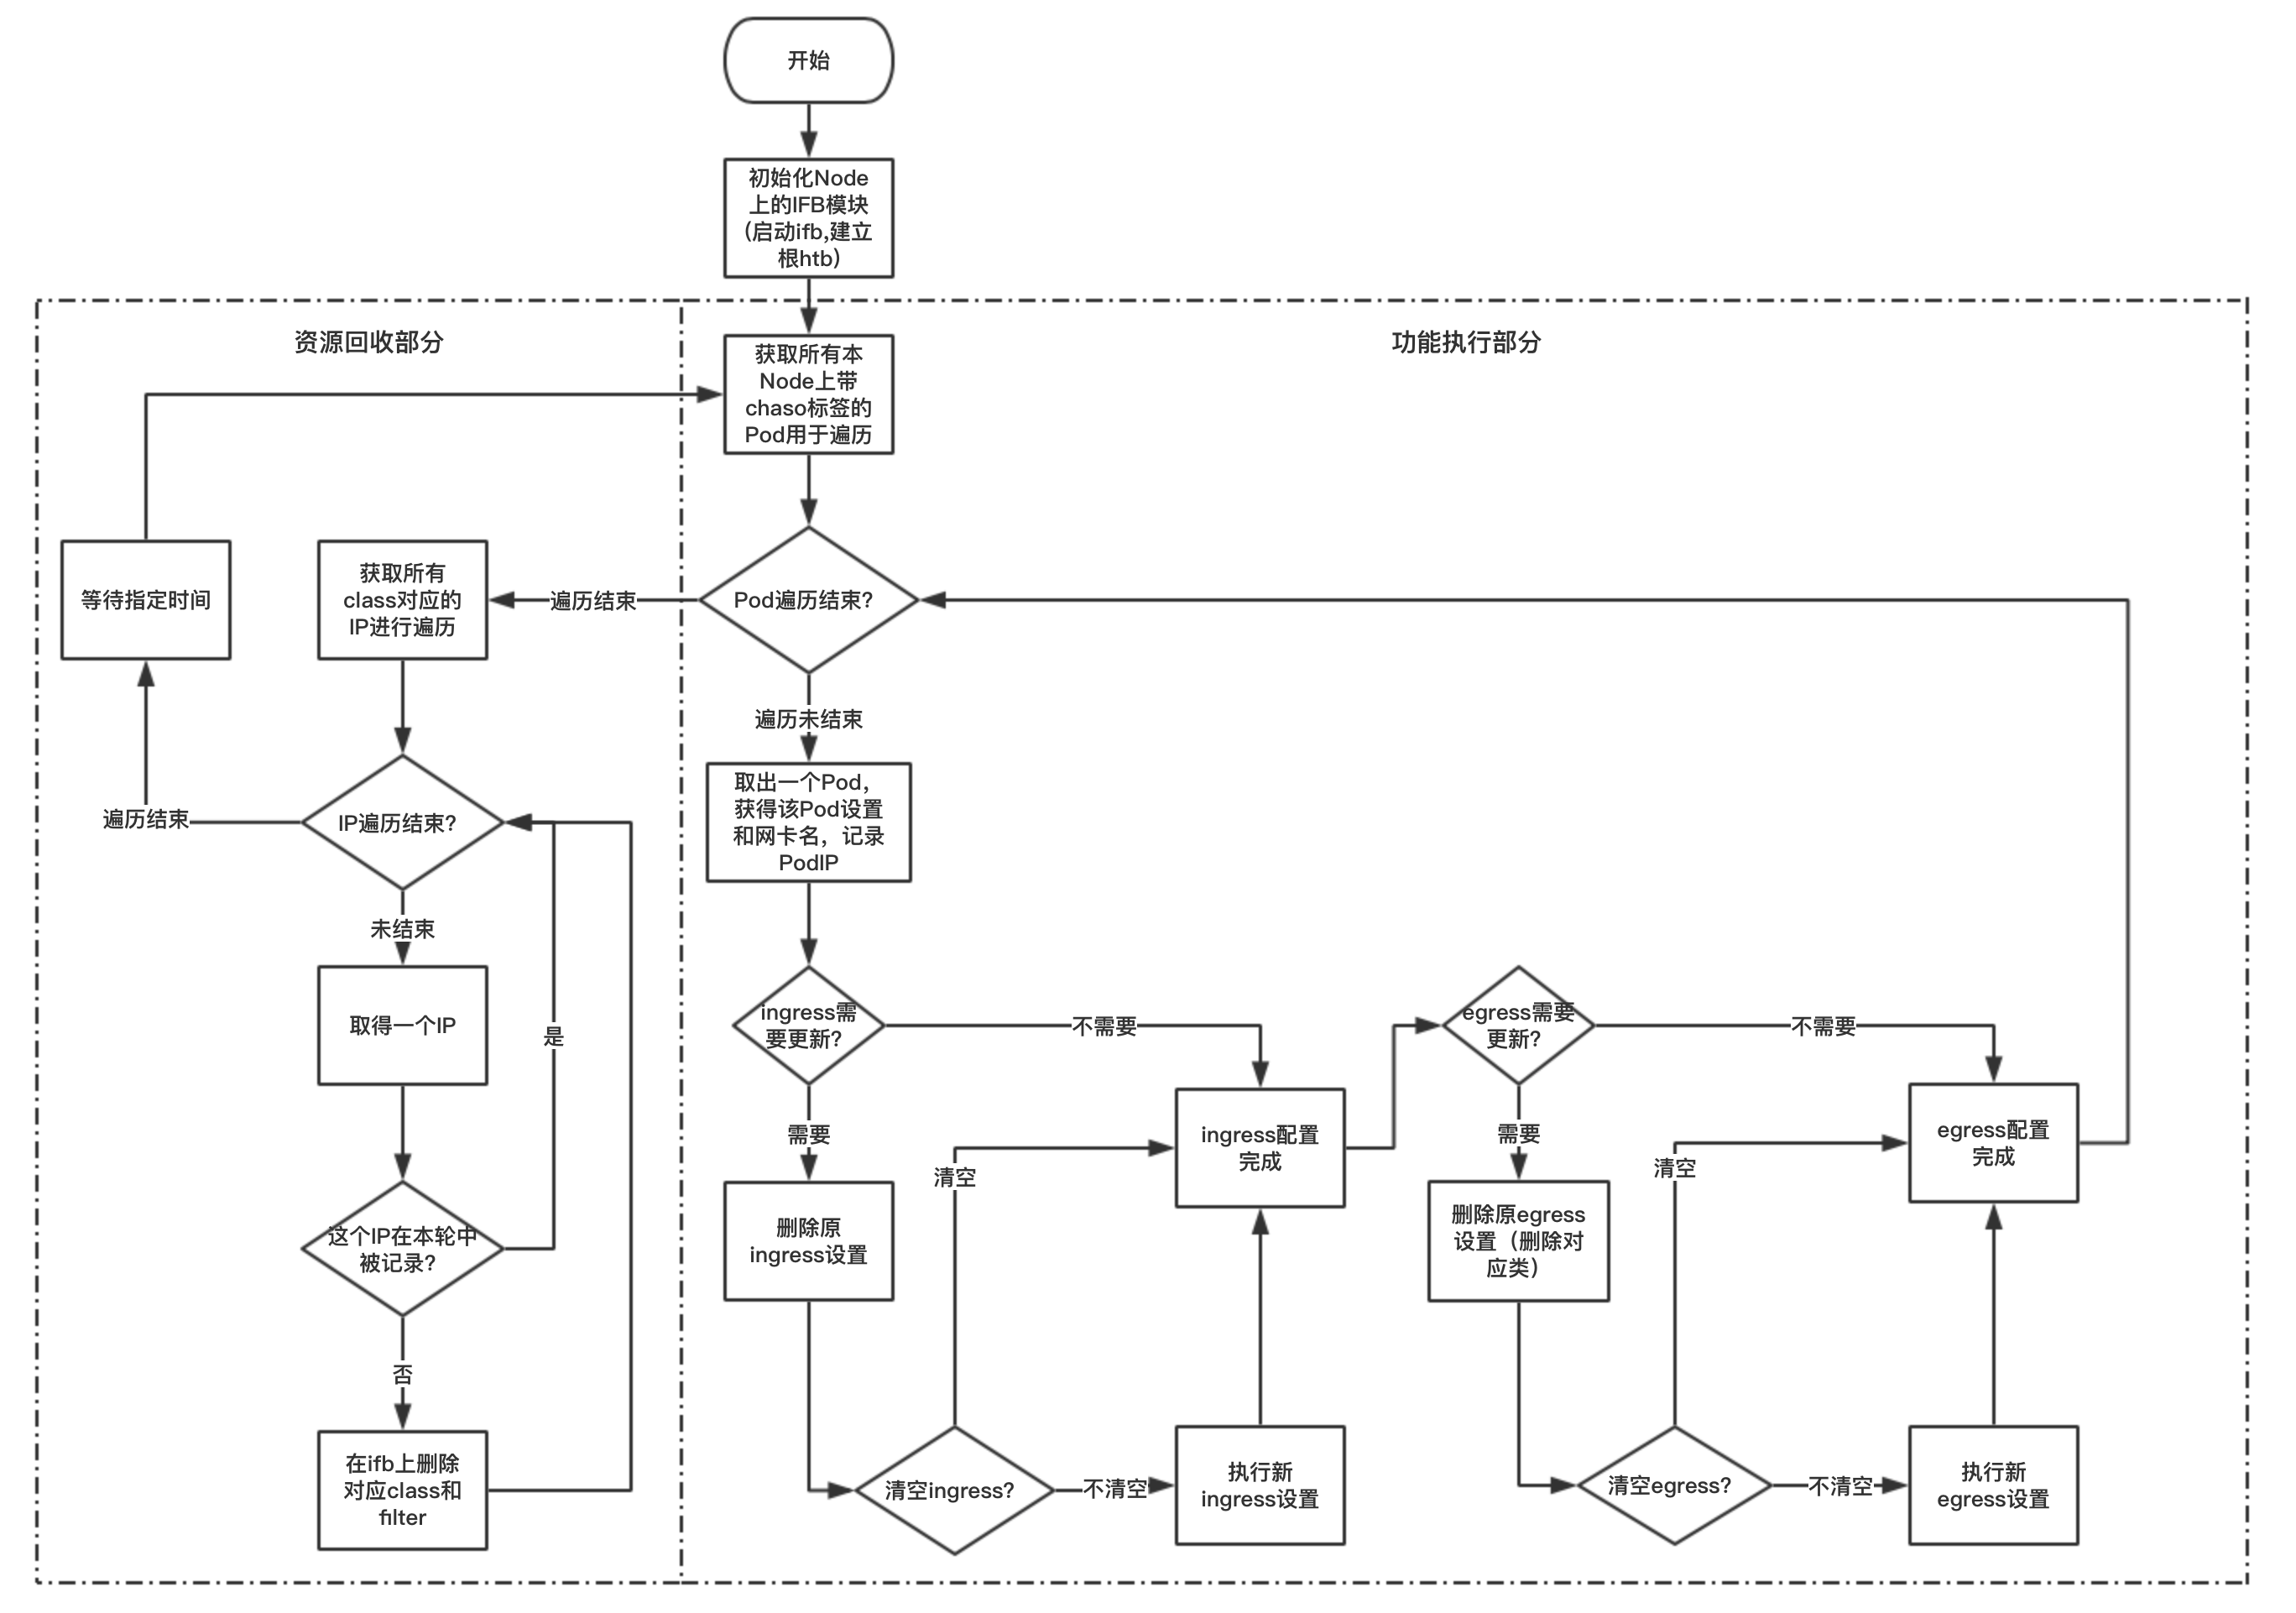 开始
初始化Node
上的IFB模块
(启动ifb,建立
根htb)
资源回收部分
功能执行部分
获取所有本
Node上带
chaso标签的
Pod用于遍历
等待指定时间
获取所有
class对应的
IP进行遍历
遍历结束
Pod遍历结束?
遍历未结束
遍历结束
IP遍历结束?
取出一个Pod,
获得该Pod设置
和网卡名，记录
PodIP
未结束
取得一个IP
是
ingress需
要更新?
不需要
egress需要
更新?
不需要
需要
ingress配置
完成
需要
egress配置
完成
清空
清空
这个IP在本轮中
被记录?
删除原
ingress设置
删除原egress
设置（删除对
应类）
否
在ifb上删除
对应class和
filter
清空ingress?
不清空
执行新
ingress设置
清空egress?
不清空
执行新
egress设置